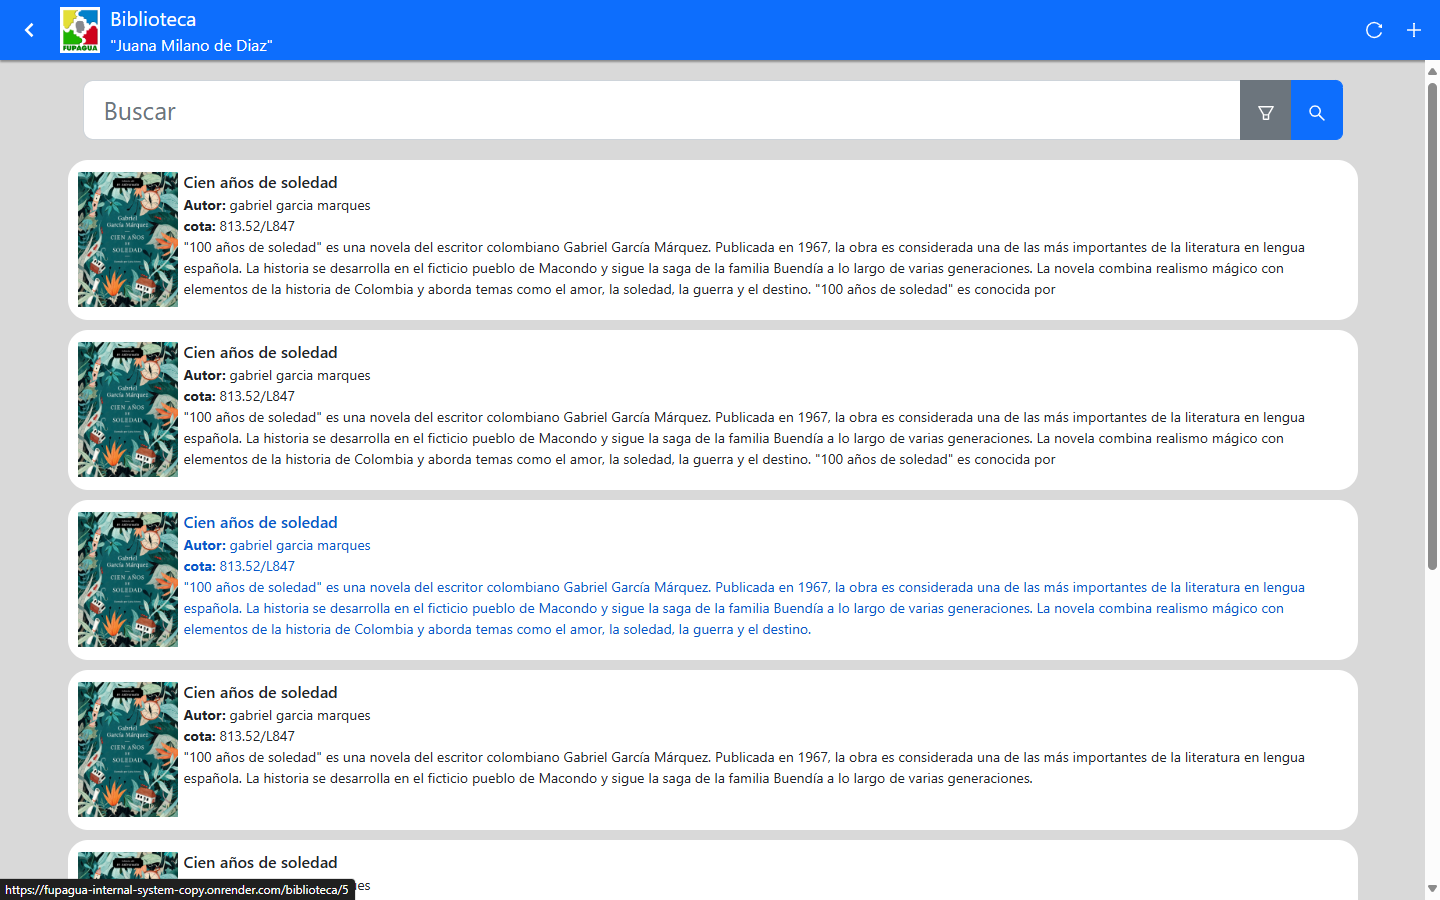 Biblioteca
"Juana Milano de Diaz"
FUPAGUA
Buscar
Cien años de soledad
Autor: gabriel garcia marques
cota: 813.52/L847
"100 años de soledad" es una novela del escritor colombiano Gabriel García Márquez. Publicada en 1967, la obra es considerada una de las más importantes de la literatura en lengua
española. La historia se desarrolla en el ficticio pueblo de Macondo y sigue la saga de la familia Buendía a lo largo de varias generaciones. La novela combina realismo mágico con
elementos de la historia de Colombia y aborda temas como el amor, la soledad, la guerra y el destino. "100 años de soledad" es conocida por
Gabriel
García Márquez
CIEN AÑOS
DE
SOLEDAD
Cien años de soledad
Autor: gabriel garcia marques
cota: 813.52/L847
"100 años de soledad" es una novela del escritor colombiano Gabriel García Márquez. Publicada en 1967, la obra es considerada una de las más importantes de la literatura en lengua
española. La historia se desarrolla en el ficticio pueblo de Macondo y sigue la saga de la familia Buendía a lo largo de varias generaciones. La novela combina realismo mágico con
elementos de la historia de Colombia y aborda temas como el amor, la soledad, la guerra y el destino. "100 años de soledad" es conocida por
Gabriel
García Márquez
CIEN AÑOS
DE
SOLEDAD
Cien años de soledad
Autor: gabriel garcia marques
cota: 813.52/L847
"100 años de soledad" es una novela del escritor colombiano Gabriel García Márquez. Publicada en 1967, la obra es considerada una de las más importantes de la literatura en lengua
española. La historia se desarrolla en el ficticio pueblo de Macondo y sigue la saga de la familia Buendía a lo largo de varias generaciones. La novela combina realismo mágico con
elementos de la historia de Colombia y aborda temas como el amor, la soledad, la guerra y el destino.
Gabriel
García Márquez
CIEN AÑOS
DE
SOLEDAD
Cien años de soledad
Autor: gabriel garcia marques
cota: 813.52/L847
"100 años de soledad" es una novela del escritor colombiano Gabriel García Márquez. Publicada en 1967, la obra es considerada una de las más importantes de la literatura en lengua
española. La historia se desarrolla en el ficticio pueblo de Macondo y sigue la saga de la familia Buendía a lo largo de varias generaciones.
Gabriel
García Márquez
CIEN AÑOS
DE
SOLEDAD
Cien años de soledad
https://fupagua-internal-system-copy.onrender.com/biblioteca/5